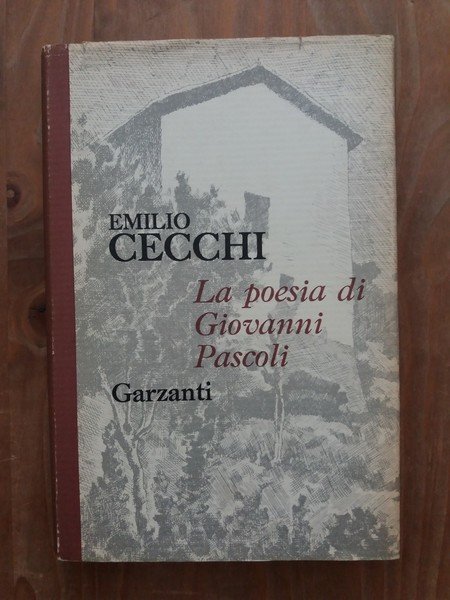 EMILIO
CECCHI
La poesia di
Giovanni
Pascoli
Garzanti